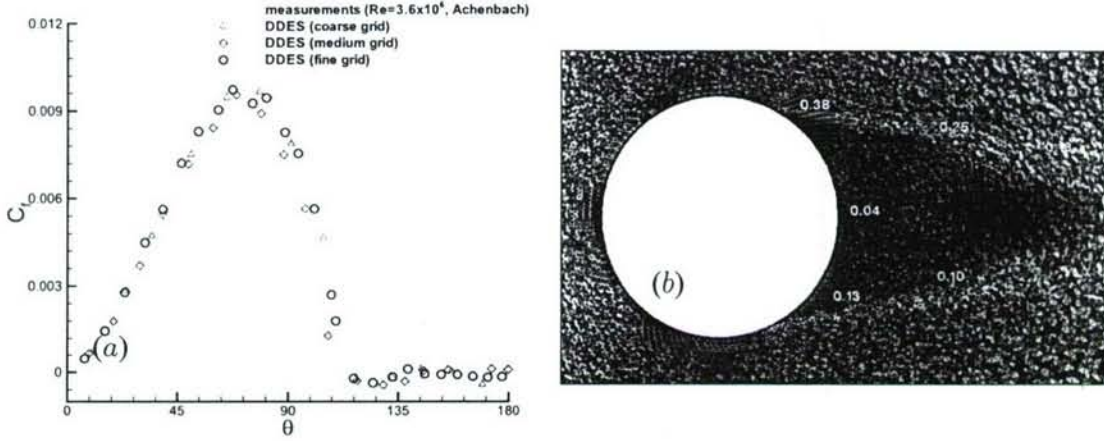 measurements (Re=3.6x10⁶, Achenbach)
DDES (coarse grid)
DDES (medium grid)
DDES (fine grid)
0.012
0.009
0.006
0.003
0
C_f
(a)
0
45
90
135
180
θ
0.38
0.25
0.04
0.10
0.13
(b)